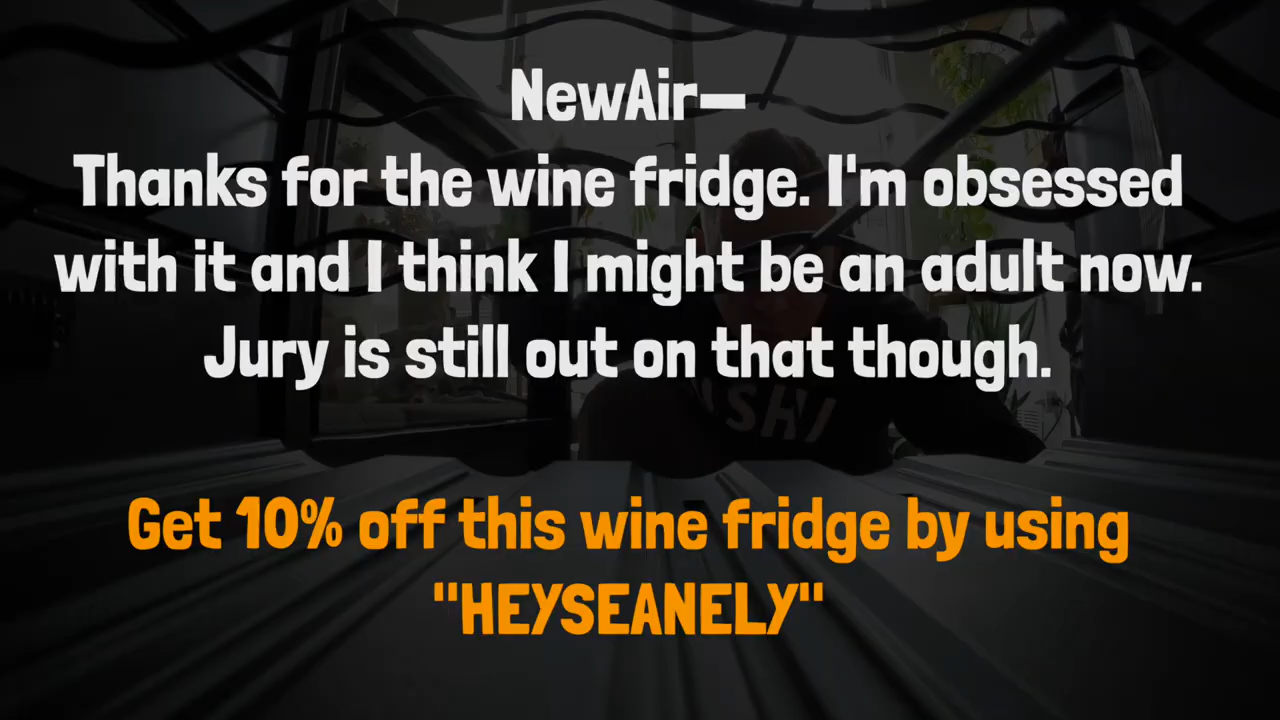 NewAir—
Thanks for the wine fridge. I'm obsessed
with it and I think I might be an adult now.
Jury is still out on that though.
Get 10% off this wine fridge by using
"HEYSEANELY"